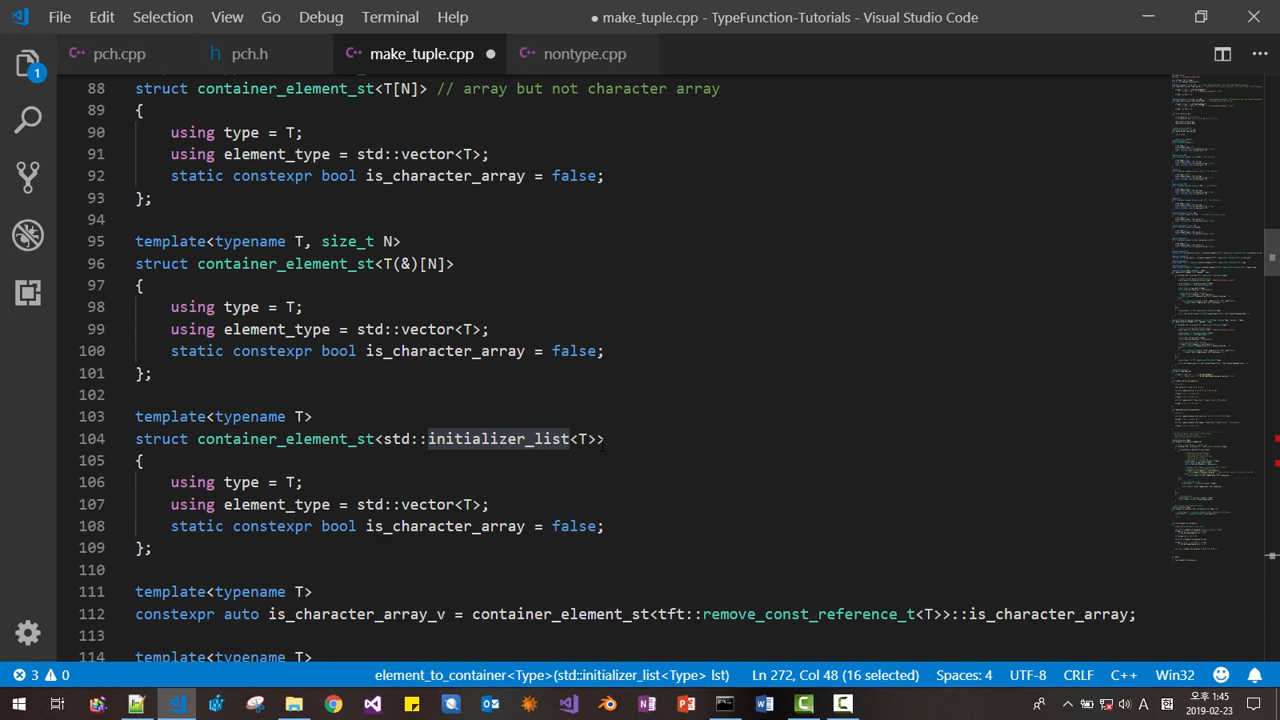 File Edit Selection View Go Debug Terminal Help
● make_tuple.cpp - TypeFunction-Tutorials - Visual Studio Code
pch.cpp pch.h make_tuple.cpp nontype.cpp
1
88 struct container_element_st<T[N]> // array but not character array
89 {
90 using type = T;
91 using element_type = std::vector<T>;
92 static constexpr bool is_character_array = false;
93 };
94
95 template<typename T, size_t N>
96 struct container_element_st<T(&)[N]>
97 {
98 using type = T;
99 using element_type = std::vector<T>;
100 static constexpr bool is_character_array = false;
101 };
102
103 template<typename T>
104 struct container_element_st<std::initializer_list<T>>
105 {
106 using type = T;
107 using element_type = std::vector<T>;
108 static constexpr bool is_character_array = false;
109 };
110
111 template<typename T>
112 constexpr auto is_character_array_v = container_element_st<tft::remove_const_reference_t<T>>::is_character_array;
113
114 template<typename T>
3 0 element_to_container<Type>(std::initializer_list<Type> lst) Ln 272, Col 48 (16 selected) Spaces: 4 UTF-8 CRLF C++ Win32
A 오후 1:45
2019-02-23